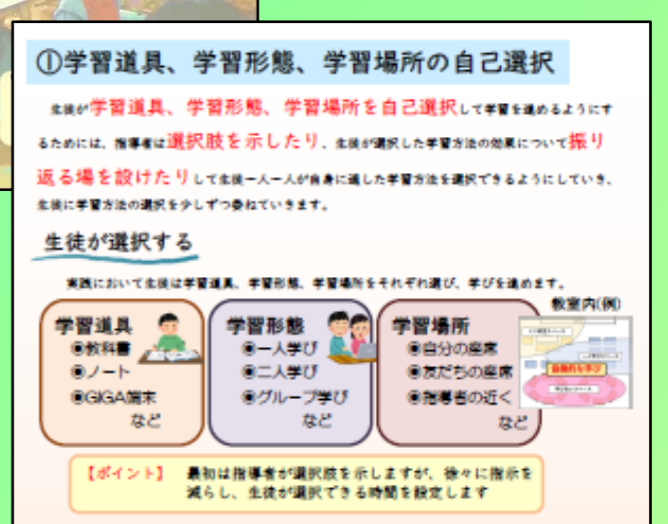 ①学習道具、学習形態、学習場所の自己選択
生徒が学習道具、学習形態、学習場所を自己選択して学習を進めるようにす
るためには、指導者は選択肢を示したり、生徒が選択した学習方法の効果について振り
返る場を設けたりして生徒一人一人が自身に適した学習方法を選択できるようにしていき、
生徒に学習方法の選択を少しずつ委ねていきます。
生徒が選択する
実践において生徒は学習道具、学習形態、学習場所をそれぞれ選び、学びを進めます。
教室内(例)
学習道具
◉教科書
◉ノート
◉GIGA端末
など
学習形態
◉一人学び
◉二人学び
◉グループ学び
など
学習場所
◉自分の座席
◉友だちの座席
◉指導者の近く
など
【ポイント】 最初は指導者が選択肢を示しますが、徐々に指示を
減らし、生徒が選択できる時間を設定します